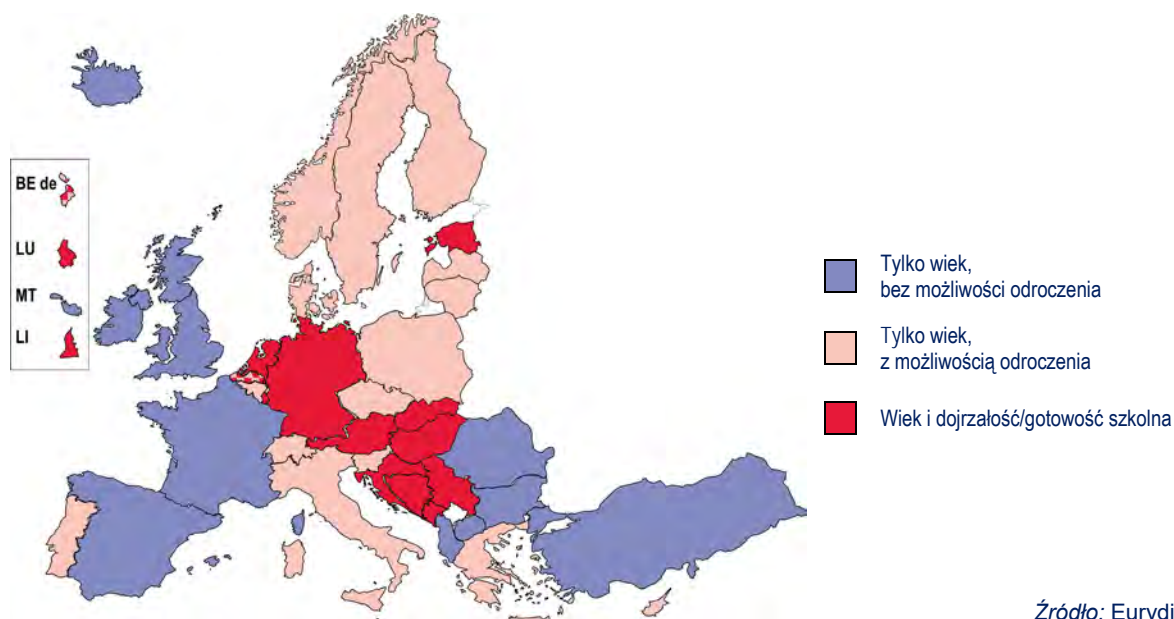 BE de
LU
MT
LI
Tylko wiek,
bez możliwości odroczenia
Tylko wiek,
z możliwością odroczenia
Wiek i dojrzałość/gotowość szkolna
Źródło: Eurydi